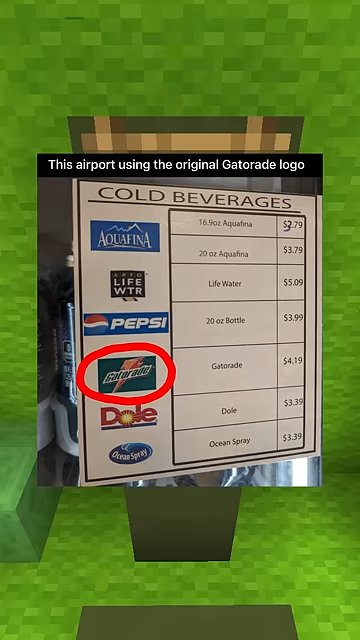 This airport using the original Gatorade logo
COLD BEVERAGES
AQUAFINA 16.9oz Aquafina $2.79
20 oz Aquafina $3.79
LIFE WTR Life Water $5.09
PEPSI 20 oz Bottle $3.99
Gatorade Gatorade $4.19
Dole Dole $3.39
Ocean Spray Ocean Spray $3.39